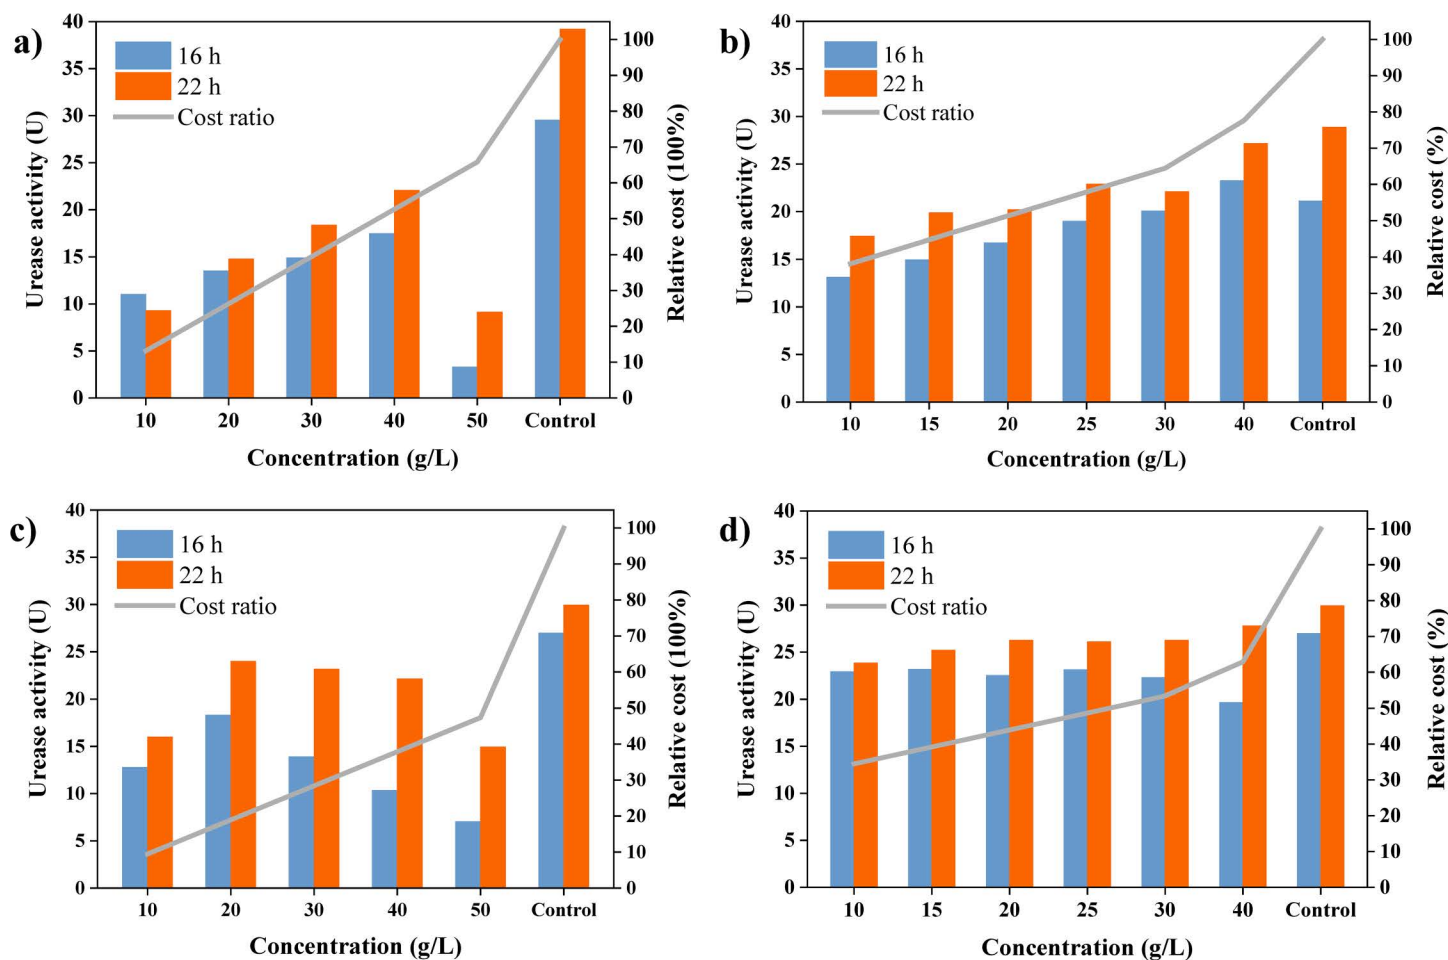 a)
16 h
22 h
Cost ratio
40
35
30
25
20
15
10
5
0
Urease activity (U)
100
90
80
70
60
50
40
30
20
10
0
Relative cost (100%)
10 20 30 40 50 Control
Concentration (g/L)
b)
16 h
22 h
Cost ratio
40
35
30
25
20
15
10
5
0
Urease activity (U)
100
90
80
70
60
50
40
30
20
10
0
Relative cost (%)
10 15 20 25 30 40 Control
Concentration (g/L)
c)
16 h
22 h
Cost ratio
40
35
30
25
20
15
10
5
0
Urease activity (U)
100
90
80
70
60
50
40
30
20
10
0
Relative cost (100%)
10 20 30 40 50 Control
Concentration (g/L)
d)
16 h
22 h
Cost ratio
40
35
30
25
20
15
10
5
0
Urease activity (U)
100
90
80
70
60
50
40
30
20
10
0
Relative cost (%)
10 15 20 25 30 40 Control
Concentration (g/L)